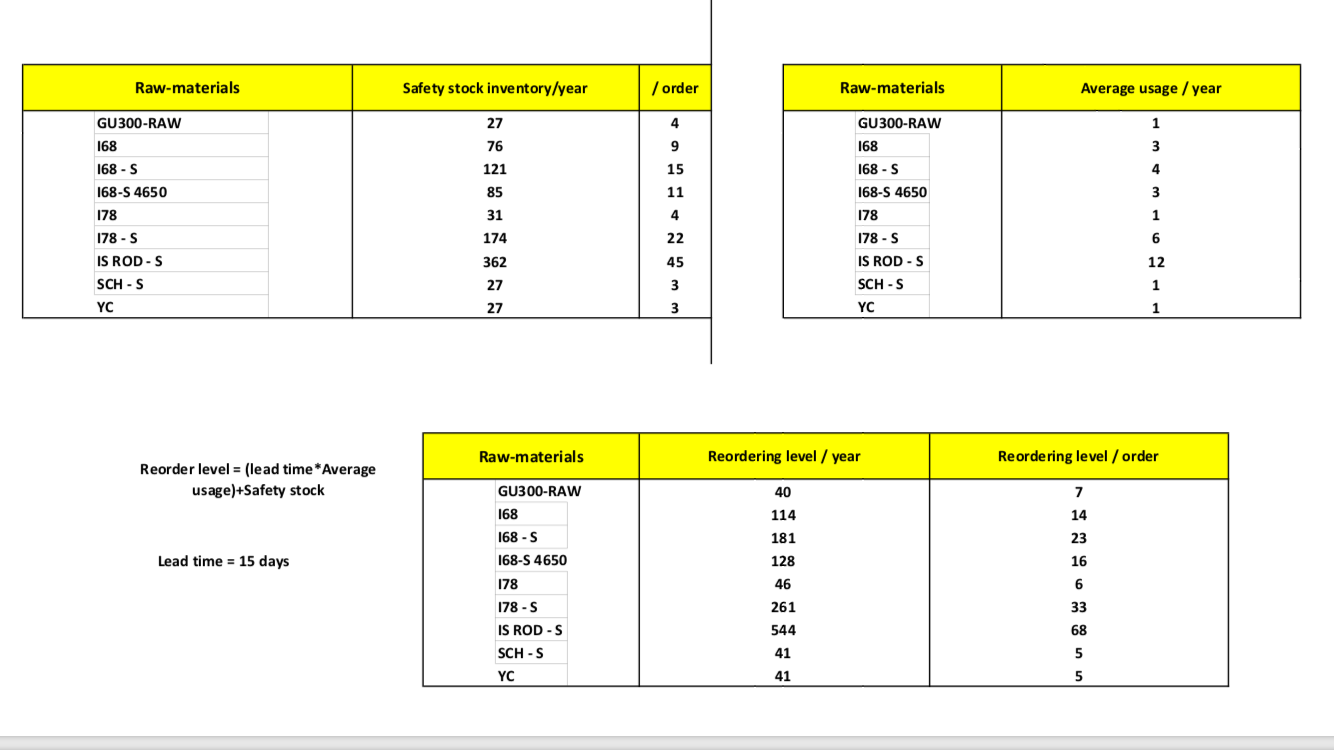 Raw-materials Safety stock inventory/year / order
GU300-RAW 27 4
I68 76 9
I68 - S 121 15
I68-S 4650 85 11
I78 31 4
I78 - S 174 22
IS ROD - S 362 45
SCH - S 27 3
YC 27 3
Raw-materials Average usage / year
GU300-RAW 1
I68 3
I68 - S 4
I68-S 4650 3
I78 1
I78 - S 6
IS ROD - S 12
SCH - S 1
YC 1
Reorder level = (lead time*Average
usage)+Safety stock
Lead time = 15 days
Raw-materials Reordering level / year Reordering level / order
GU300-RAW 40 7
I68 114 14
I68 - S 181 23
I68-S 4650 128 16
I78 46 6
I78 - S 261 33
IS ROD - S 544 68
SCH - S 41 5
YC 41 5